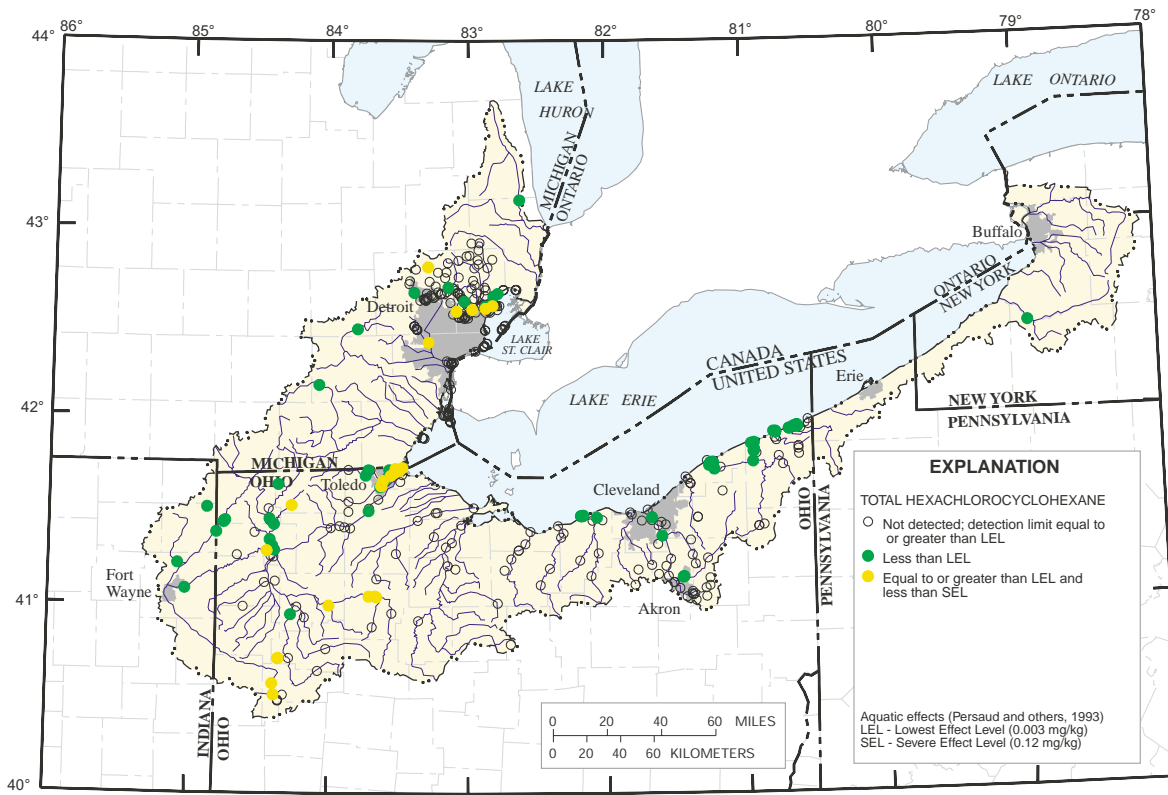 86°
85°
84°
83°
82°
81°
80°
79°
78°
44°
43°
42°
41°
40°
LAKE
HURON
LAKE ONTARIO
MICHIGAN
ONTARIO
Buffalo
ONTARIO
NEW YORK
Detroit
LAKE
ST. CLAIR
CANADA
UNITED STATES
LAKE ERIE
Erie
NEW YORK
PENNSYLVANIA
MICHIGAN
OHIO
Toledo
Cleveland
OHIO
PENNSYLVANIA
Fort
Wayne
Akron
INDIANA
OHIO
EXPLANATION
TOTAL HEXACHLOROCYCLOHEXANE
Not detected; detection limit equal to
or greater than LEL
Less than LEL
Equal to or greater than LEL and
less than SEL
Aquatic effects (Persaud and others, 1993)
LEL - Lowest Effect Level (0.003 mg/kg)
SEL - Severe Effect Level (0.12 mg/kg)
0 20 40 60 MILES
0 20 40 60 KILOMETERS